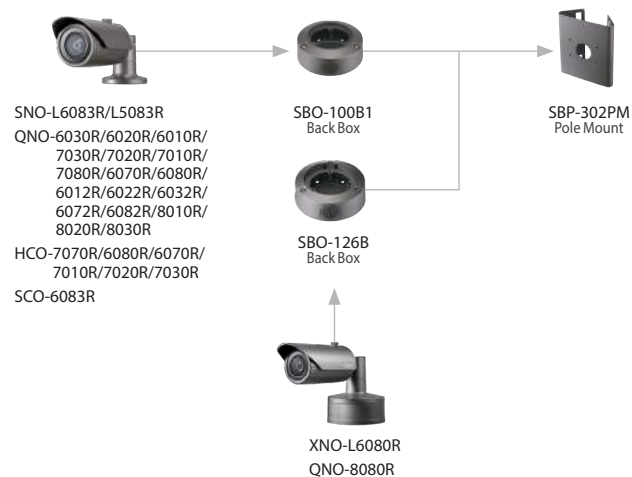 SNO-L6083R/L5083R
QNO-6030R/6020R/6010R/
7030R/7020R/7010R/
7080R/6070R/6080R/
6012R/6022R/6032R/
6072R/6082R/8010R/
8020R/8030R
HCO-7070R/6080R/6070R/
7010R/7020R/7030R
SCO-6083R
SBO-100B1
Back Box
SBO-126B
Back Box
SBP-302PM
Pole Mount
XNO-L6080R
QNO-8080R